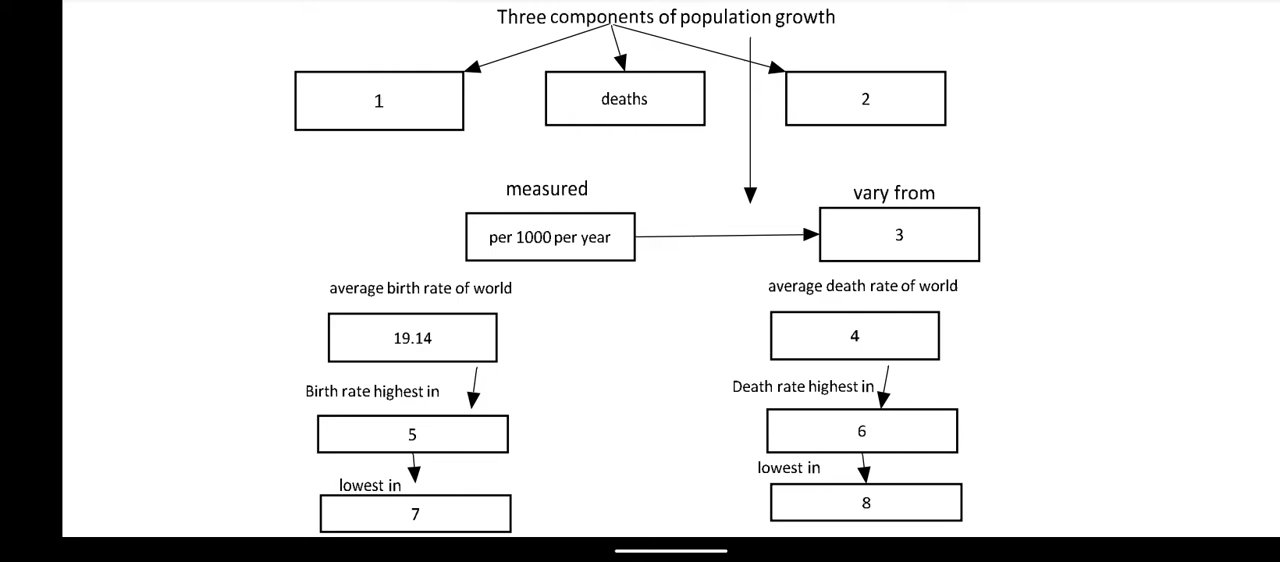 Three components of population growth
1
deaths
2
measured
vary from
per 1000 per year
3
average birth rate of world
average death rate of world
19.14
4
Birth rate highest in
Death rate highest in
5
6
lowest in
lowest in
7
8